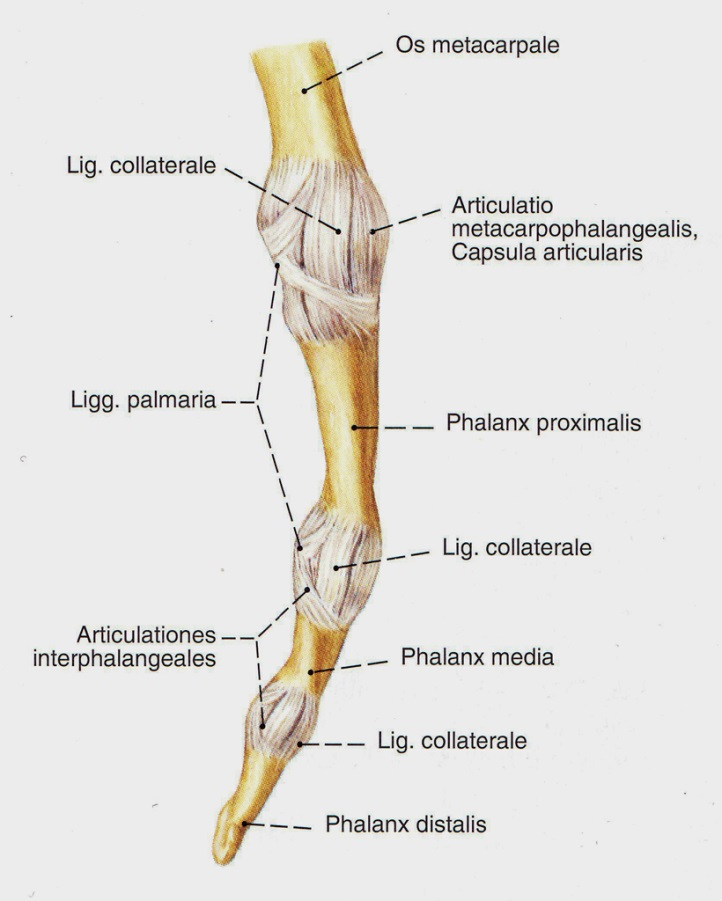 Os metacarpale
Lig. collaterale
Articulatio
metacarpophalangealis,
Capsula articularis
Ligg. palmaria
Phalanx proximalis
Lig. collaterale
Articulationes
interphalangeales
Phalanx media
Lig. collaterale
Phalanx distalis